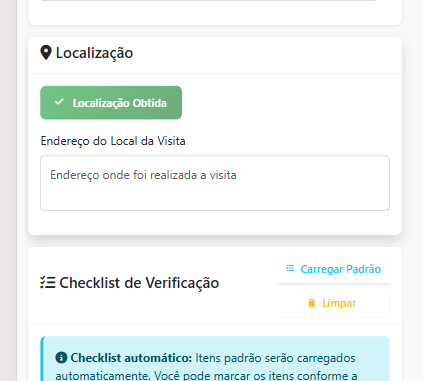 Localização
Localização Obtida
Endereço do Local da Visita
Endereço onde foi realizada a visita
Checklist de Verificação
Carregar Padrão
Limpar
Checklist automático: Itens padrão serão carregados
automaticamente. Você pode marcar os itens conforme a